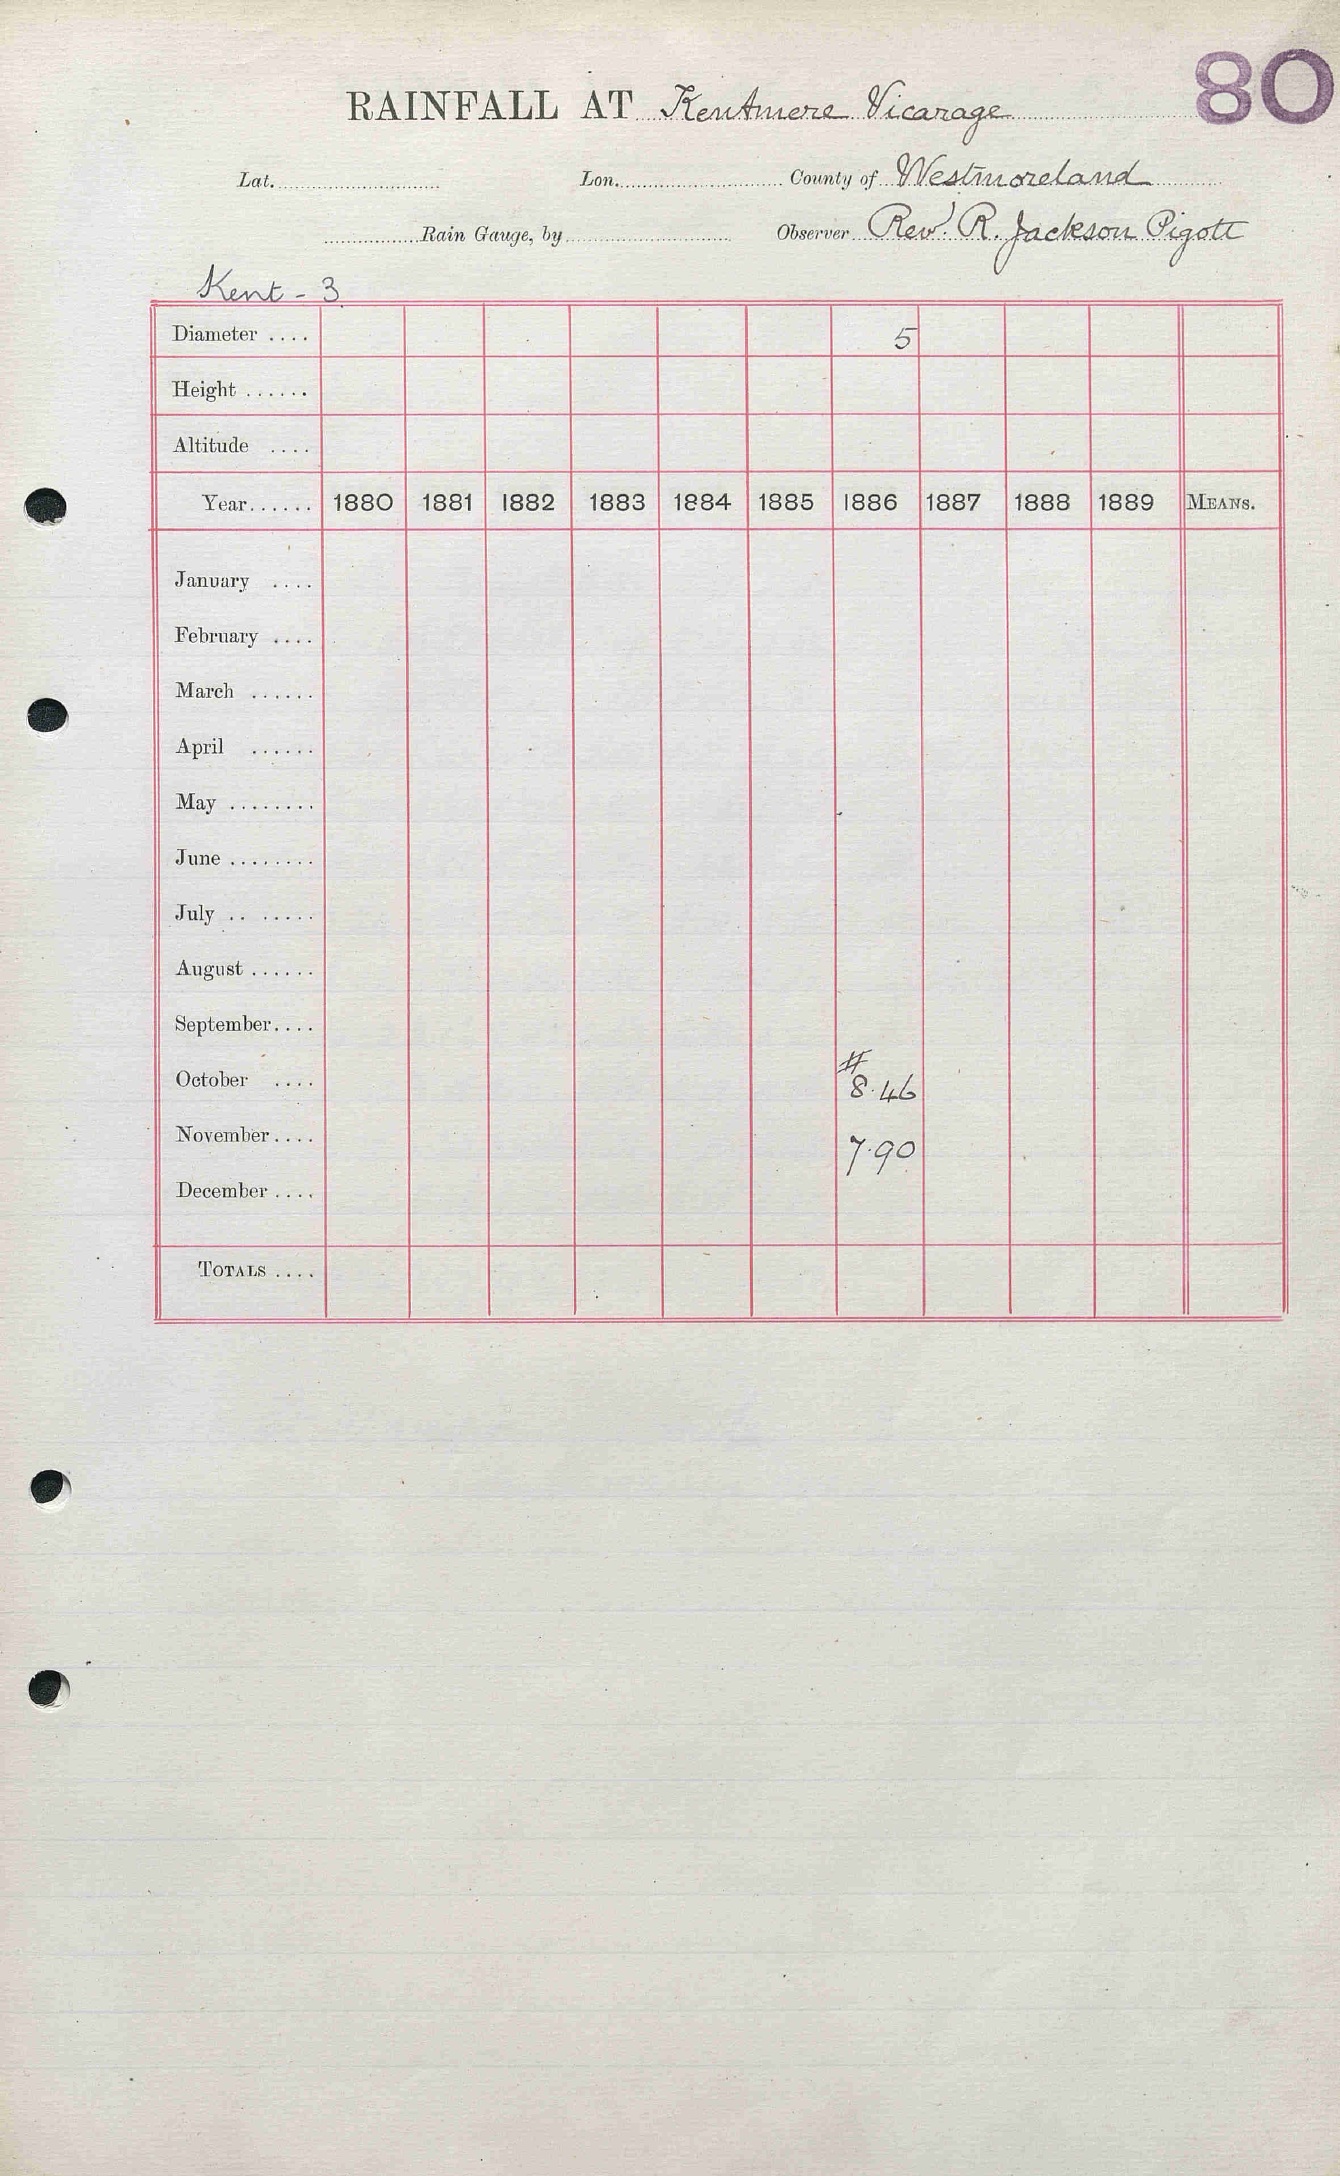 80
RAINFALL AT Kentmere Vicarage
Lat. Lon. County of Westmoreland
Rain Gauge, by Observer Rev. R. Jackson Pigott
Kent - 3
Diameter .... 5
Height ......
Altitude ....
Year...... 1880 1881 1882 1883 1884 1885 1886 1887 1888 1889 MEANS.
January ....
February ....
March ......
April ......
May ........
June ........
July .. .....
August ......
September....
#
October .... 8.46
November.... 7.90
December ....
TOTALS ....